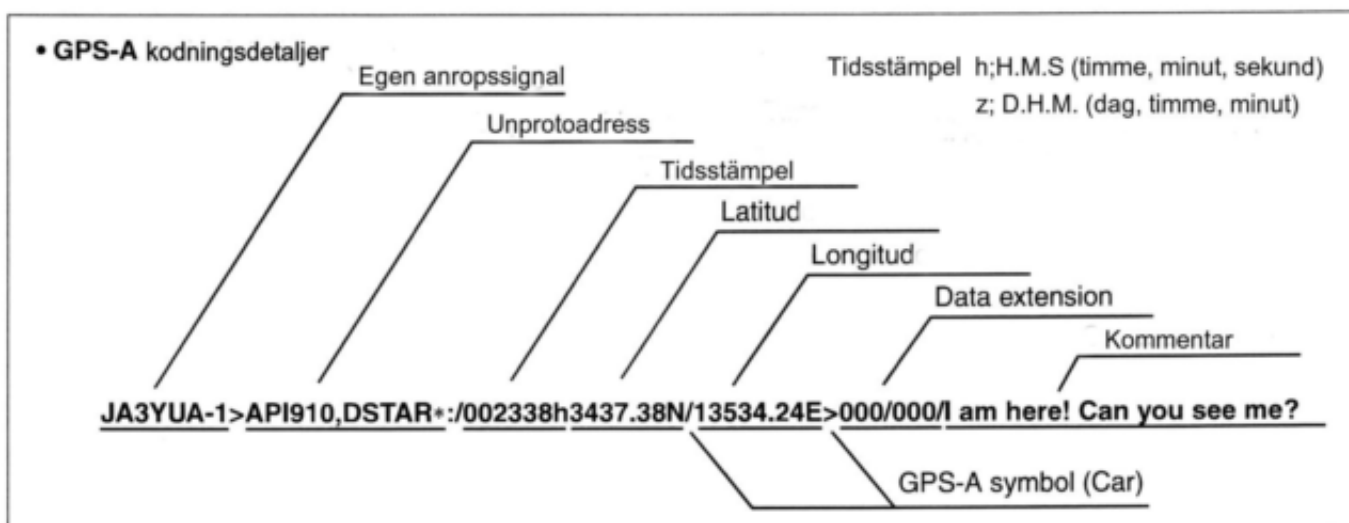 • GPS-A kodningsdetaljer
Egen anropssignal
Tidsstämpel h;H.M.S (timme, minut, sekund)
z; D.H.M. (dag, timme, minut)
Unprotoadress
Tidsstämpel
Latitud
Longitud
Data extension
Kommentar
JA3YUA-1>API910,DSTAR*:/002338h3437.38N/13534.24E>000/000/I am here! Can you see me?
GPS-A symbol (Car)